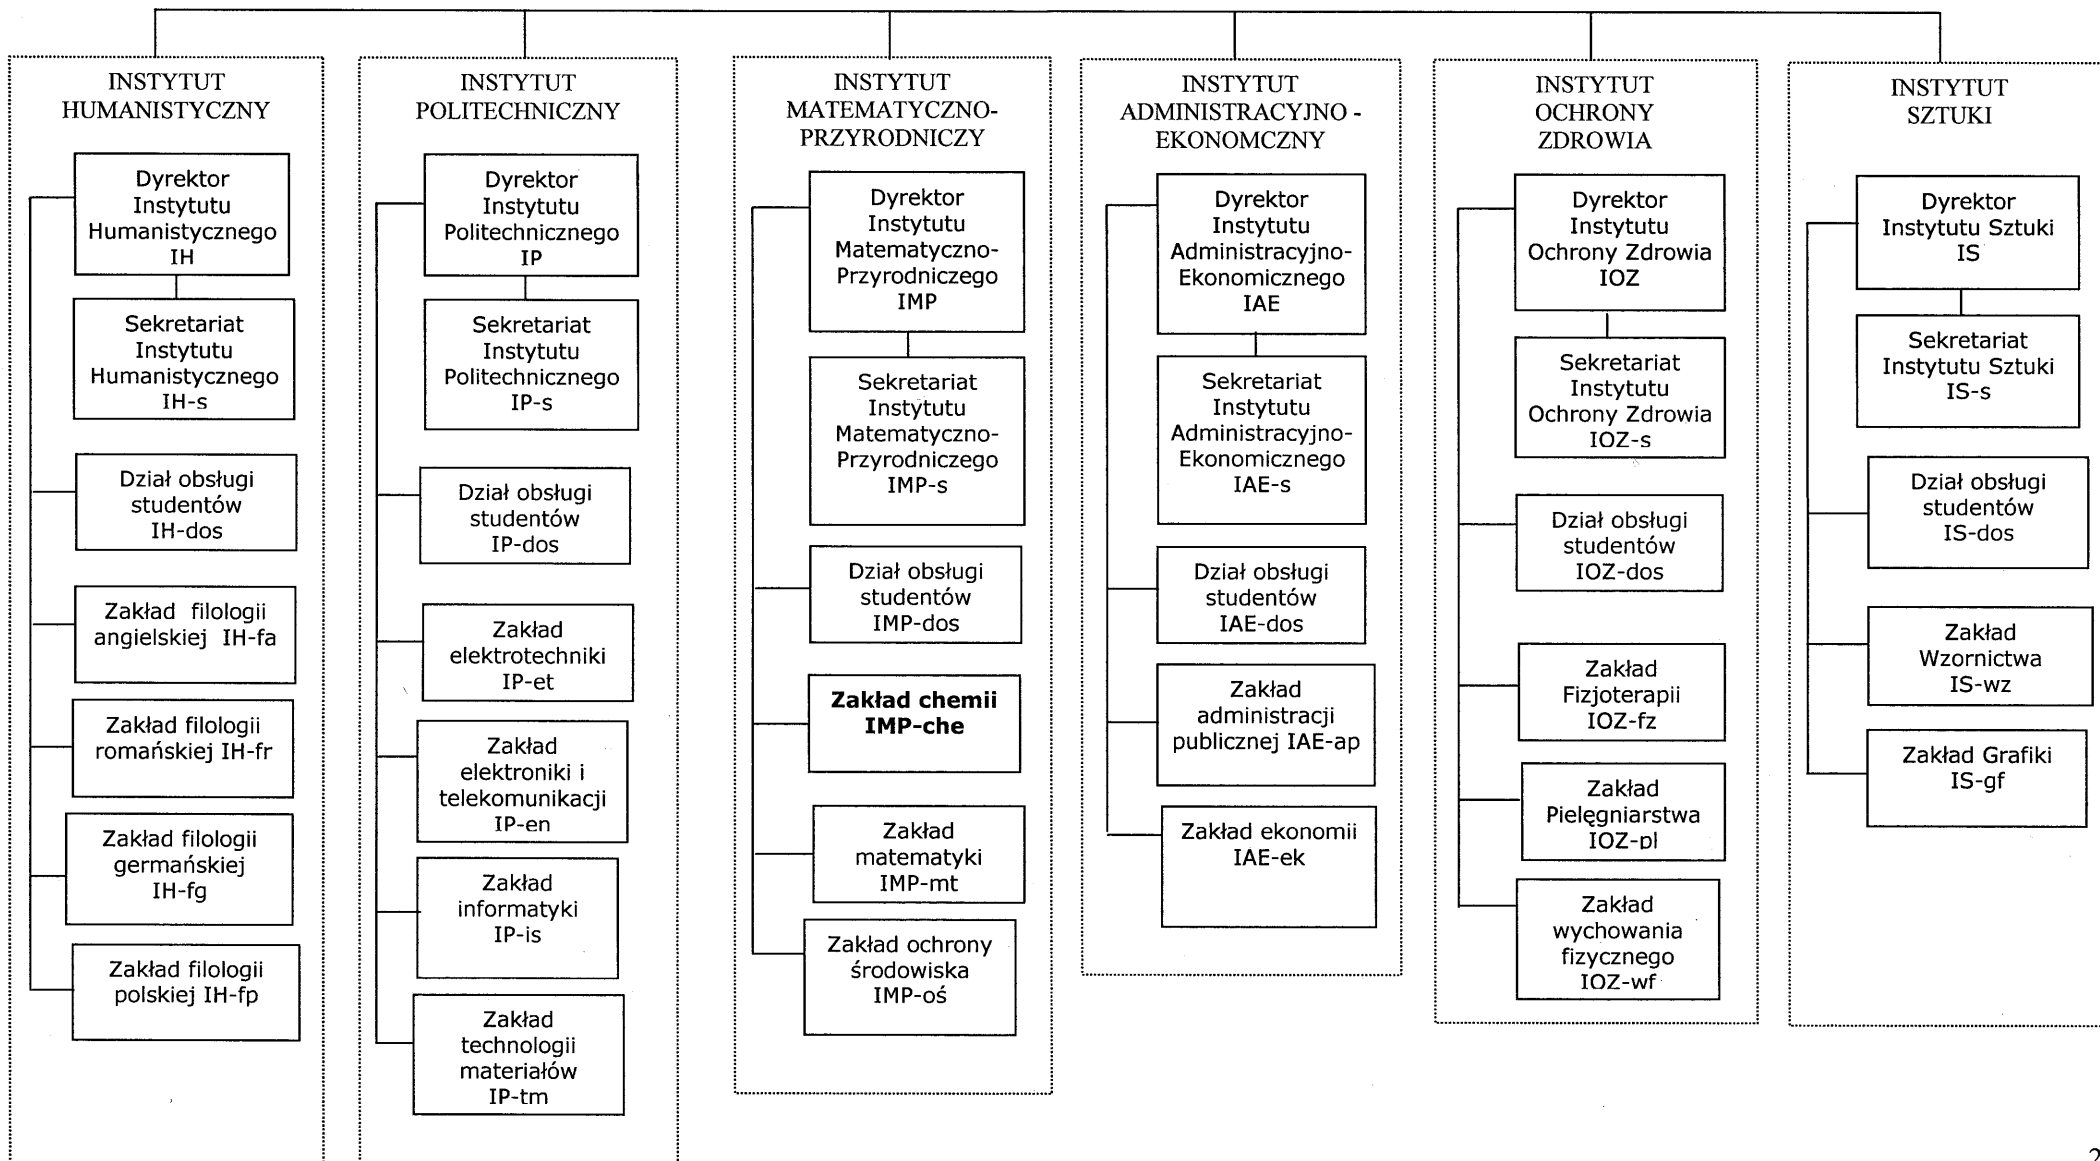 INSTYTUT
HUMANISTYCZNY
Dyrektor
Instytutu
Humanistycznego
IH
Sekretariat
Instytutu
Humanistycznego
IH-s
Dział obsługi
studentów
IH-dos
Zakład filologii
angielskiej IH-fa
Zakład filologii
romańskiej IH-fr
Zakład filologii
germańskiej
IH-fg
Zakład filologii
polskiej IH-fp
INSTYTUT
POLITECHNICZNY
Dyrektor
Instytutu
Politechnicznego
IP
Sekretariat
Instytutu
Politechnicznego
IP-s
Dział obsługi
studentów
IP-dos
Zakład
elektrotechniki
IP-et
Zakład
elektroniki i
telekomunikacji
IP-en
Zakład
informatyki
IP-is
Zakład
technologii
materiałów
IP-tm
INSTYTUT
MATEMATYCZNO-
PRZYRODNICZY
Dyrektor
Instytutu
Matematyczno-
Przyrodniczego
IMP
Sekretariat
Instytutu
Matematyczno-
Przyrodniczego
IMP-s
Dział obsługi
studentów
IMP-dos
Zakład chemii
IMP-che
Zakład
matematyki
IMP-mt
Zakład ochrony
środowiska
IMP-oś
INSTYTUT
ADMINISTRACYJNO -
EKONOMCZNY
Dyrektor
Instytutu
Administracyjno-
Ekonomicznego
IAE
Sekretariat
Instytutu
Administracyjno-
Ekonomicznego
IAE-s
Dział obsługi
studentów
IAE-dos
Zakład
administracji
publicznej IAE-ap
Zakład ekonomii
IAE-ek
INSTYTUT
OCHRONY
ZDROWIA
Dyrektor
Instytutu
Ochrony Zdrowia
IOZ
Sekretariat
Instytutu
Ochrony Zdrowia
IOZ-s
Dział obsługi
studentów
IOZ-dos
Zakład
Fizjoterapii
IOZ-fz
Zakład
Pielęgniarstwa
IOZ-pl
Zakład
wychowania
fizycznego
IOZ-wf
INSTYTUT
SZTUKI
Dyrektor
Instytutu Sztuki
IS
Sekretariat
Instytutu Sztuki
IS-s
Dział obsługi
studentów
IS-dos
Zakład
Wzornictwa
IS-wz
Zakład Grafiki
IS-gf
2